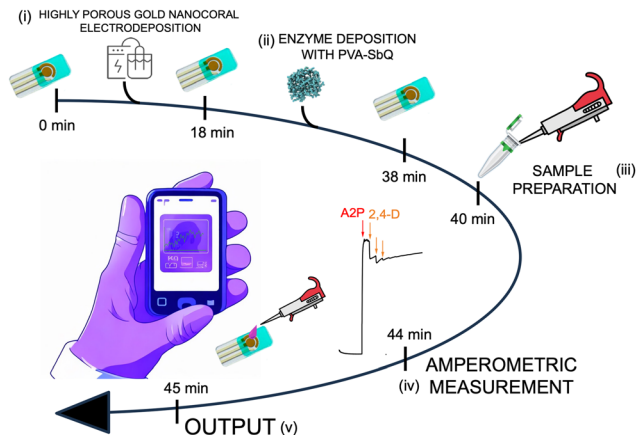 (i) HIGHLY POROUS GOLD NANOCORAL
ELECTRODEPOSITION
(ii) ENZYME DEPOSITION
WITH PVA-SbQ
0 min
18 min
38 min
40 min
SAMPLE (iii)
PREPARATION
A2P 2,4-D
44 min
(iv) AMPEROMETRIC
MEASUREMENT
45 min
OUTPUT (v)